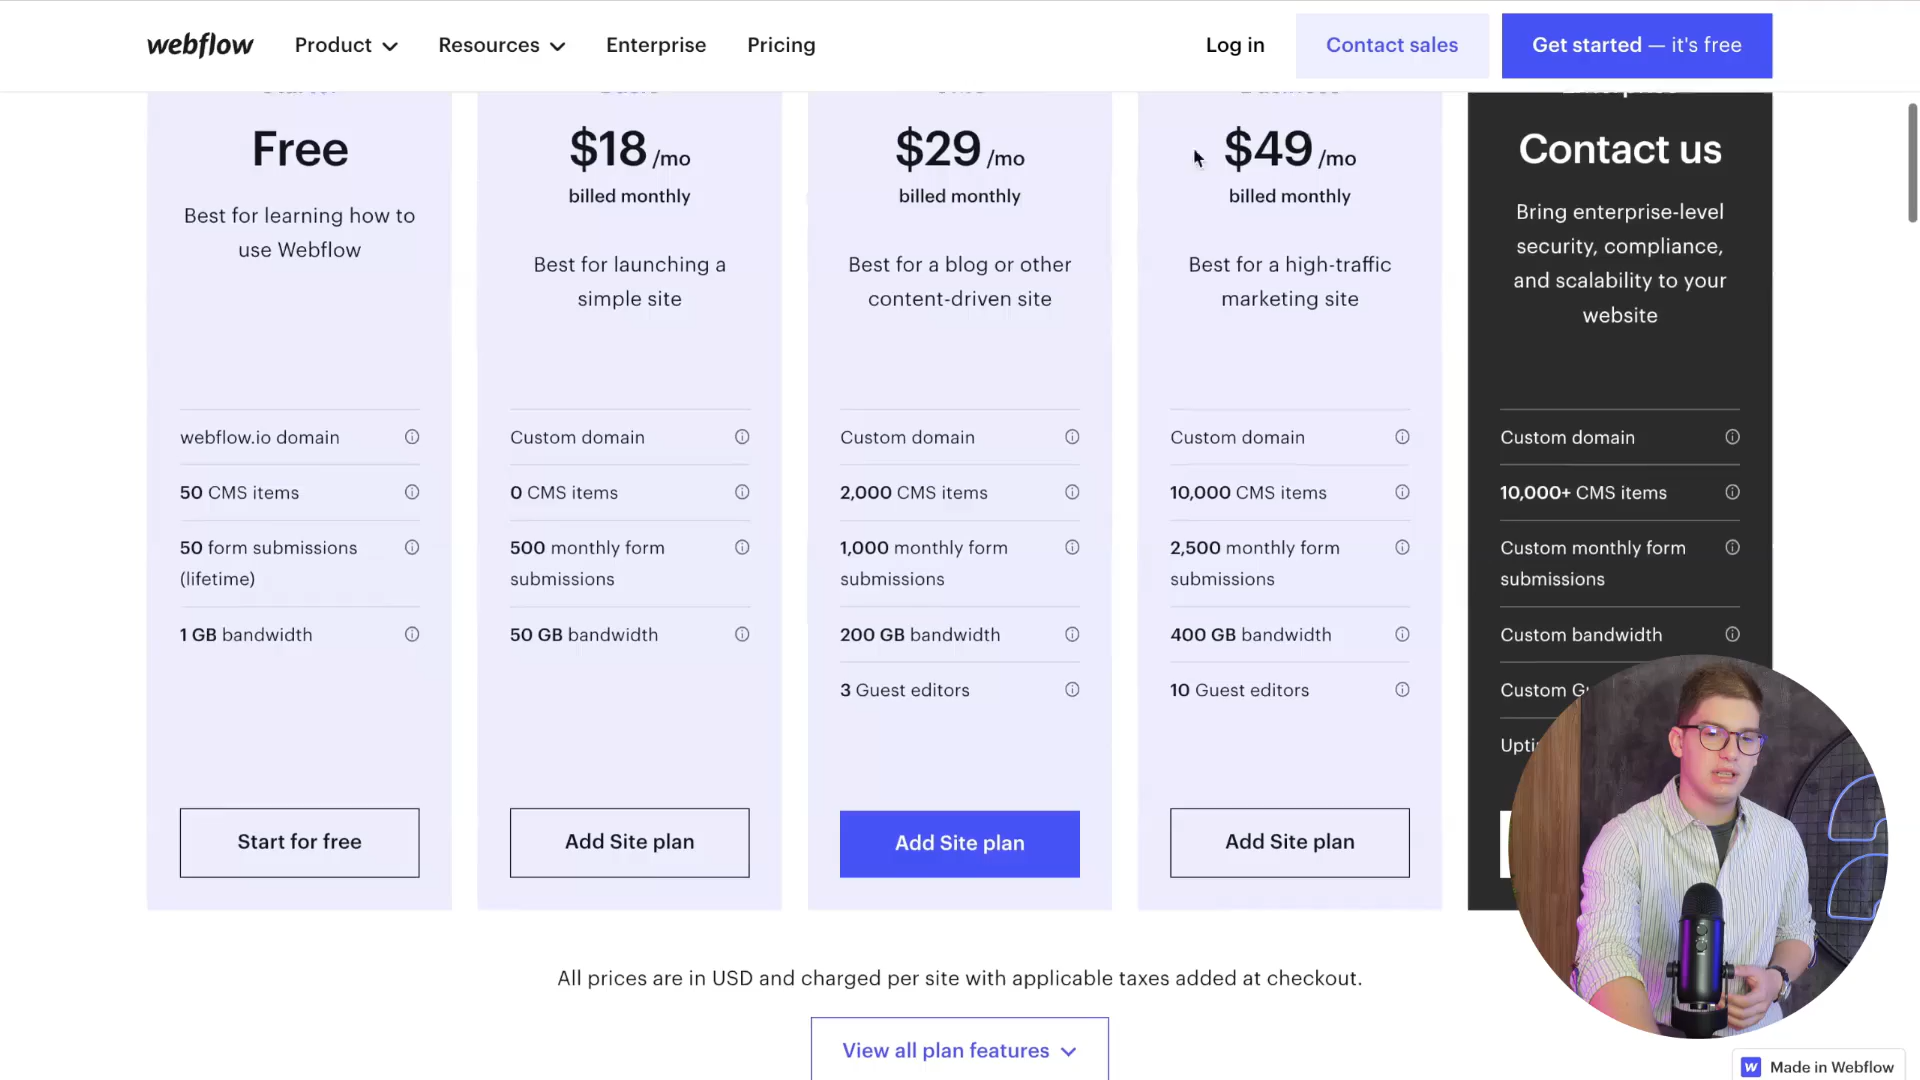 webflow
Product
Resources
Enterprise
Pricing
Log in
Contact sales
Get started — it's free
Free
Best for learning how to
use Webflow
webflow.io domain
50 CMS items
50 form submissions
(lifetime)
1 GB bandwidth
Start for free
$18 /mo
billed monthly
Best for launching a
simple site
Custom domain
0 CMS items
500 monthly form
submissions
50 GB bandwidth
Add Site plan
$29 /mo
billed monthly
Best for a blog or other
content-driven site
Custom domain
2,000 CMS items
1,000 monthly form
submissions
200 GB bandwidth
3 Guest editors
Add Site plan
$49 /mo
billed monthly
Best for a high-traffic
marketing site
Custom domain
10,000 CMS items
2,500 monthly form
submissions
400 GB bandwidth
10 Guest editors
Add Site plan
Contact us
Bring enterprise-level
security, compliance,
and scalability to your
website
Custom domain
10,000+ CMS items
Custom monthly form
submissions
Custom bandwidth
Custom
All prices are in USD and charged per site with applicable taxes added at checkout.
View all plan features
Made in Webflow